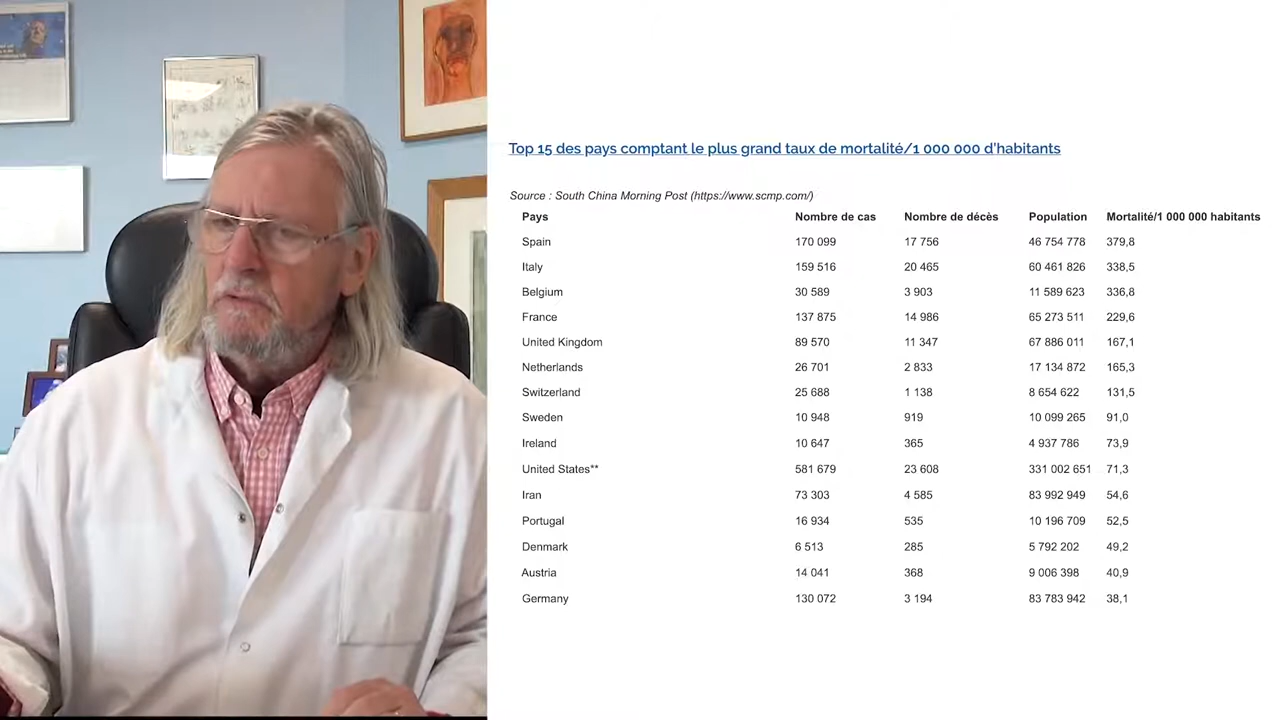 Top 15 des pays comptant le plus grand taux de mortalité/1 000 000 d'habitants
Source : South China Morning Post (https://www.scmp.com/)
Pays Nombre de cas Nombre de décès Population Mortalité/1 000 000 habitants
Spain 170 099 17 756 46 754 778 379,8
Italy 159 516 20 465 60 461 826 338,5
Belgium 30 589 3 903 11 589 623 336,8
France 137 875 14 986 65 273 511 229,6
United Kingdom 89 570 11 347 67 886 011 167,1
Netherlands 26 701 2 833 17 134 872 165,3
Switzerland 25 688 1 138 8 654 622 131,5
Sweden 10 948 919 10 099 265 91,0
Ireland 10 647 365 4 937 786 73,9
United States** 581 679 23 608 331 002 651 71,3
Iran 73 303 4 585 83 992 949 54,6
Portugal 16 934 535 10 196 709 52,5
Denmark 6 513 285 5 792 202 49,2
Austria 14 041 368 9 006 398 40,9
Germany 130 072 3 194 83 783 942 38,1